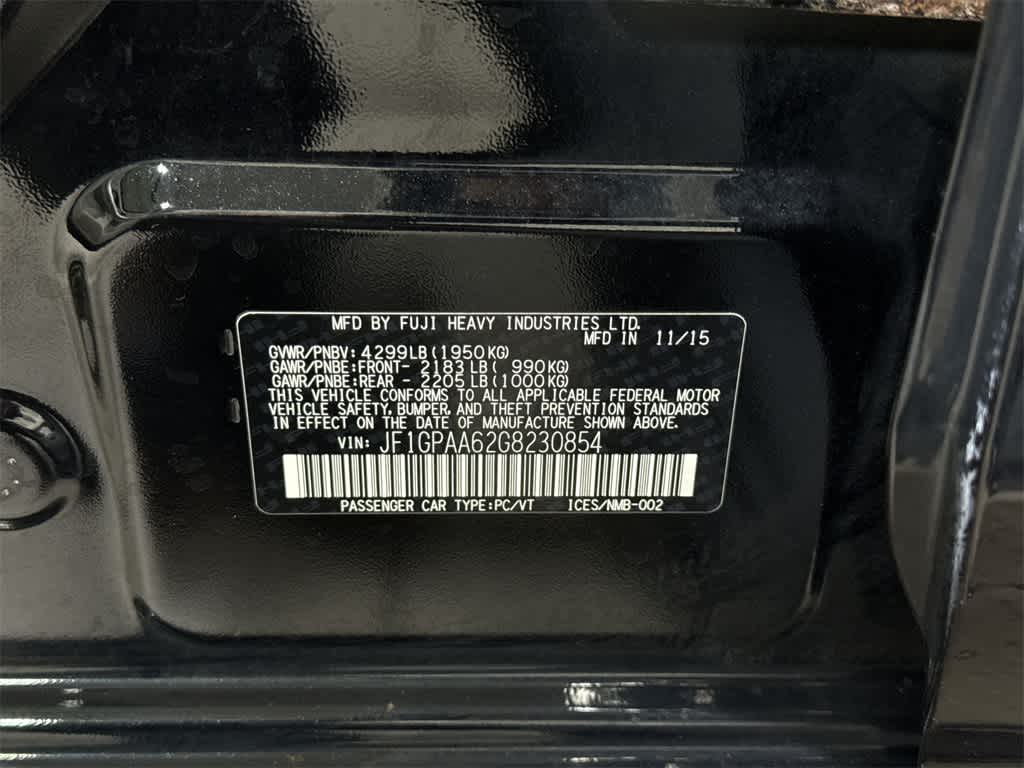 MFD BY FUJI HEAVY INDUSTRIES LTD.
MFD IN 11/15
GVWR/PNBV: 4299LB(1950KG)
GAWR/PNBE:FRONT- 2183LB( 990KG)
GAWR/PNBE:REAR - 2205LB(1000KG)
THIS VEHICLE CONFORMS TO ALL APPLICABLE FEDERAL MOTOR
VEHICLE SAFETY, BUMPER, AND THEFT PREVENTION STANDARDS
IN EFFECT ON THE DATE OF MANUFACTURE SHOWN ABOVE.
VIN: JF1GPAA62G8230854
PASSENGER CAR TYPE:PC/VT ICES/NMB-002